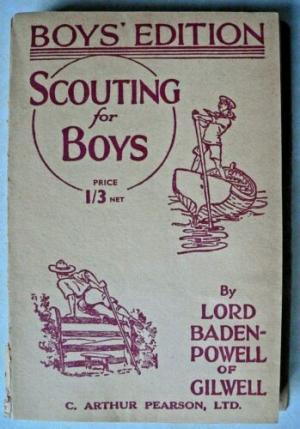 BOYS' EDITION
SCOUTING
for
BOYS
PRICE
1/3 NET
By
LORD
BADEN-
POWELL
OF
GILWELL
C. ARTHUR PEARSON, LTD.